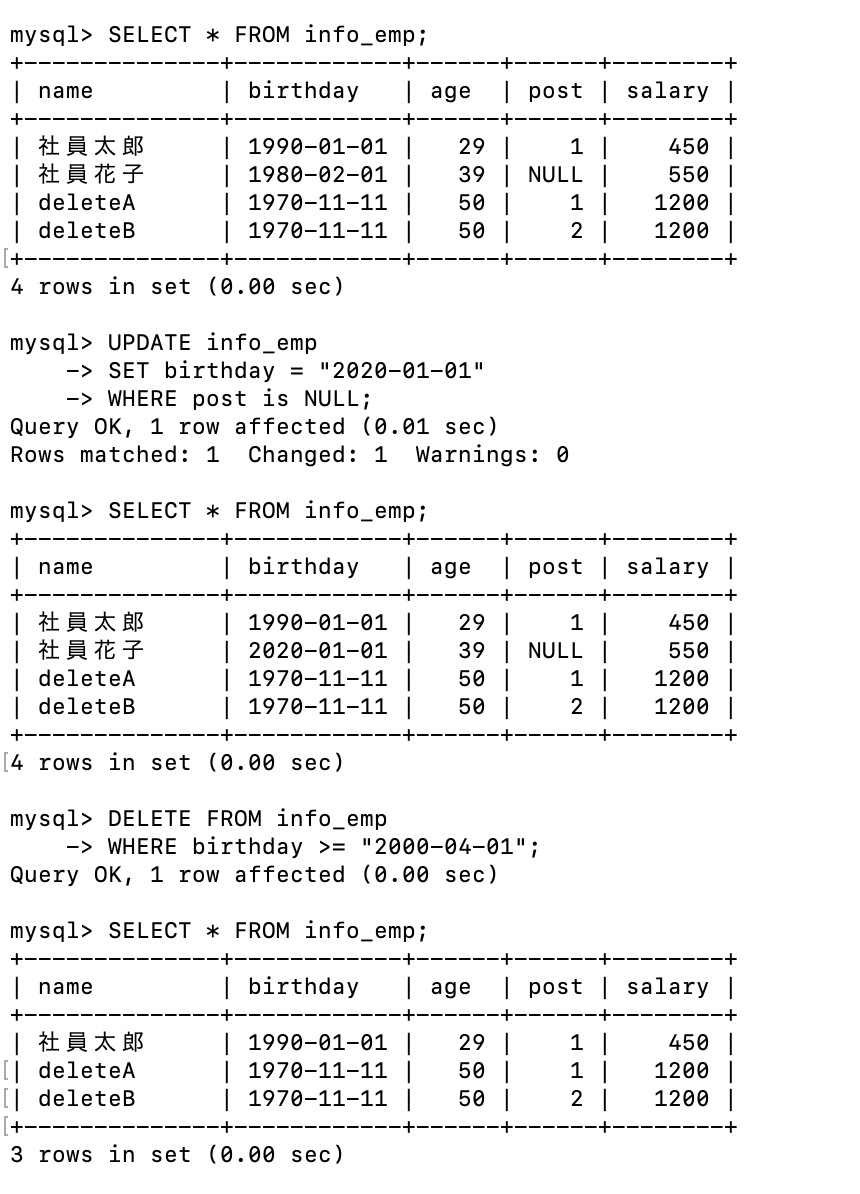 mysql> SELECT * FROM info_emp;
+--------------+------------+------+------+--------+
| name         | birthday   | age  | post | salary |
+--------------+------------+------+------+--------+
| 社員太郎     | 1990-01-01 |   29 |    1 |    450 |
| 社員花子     | 1980-02-01 |   39 | NULL |    550 |
| deleteA      | 1970-11-11 |   50 |    1 |   1200 |
| deleteB      | 1970-11-11 |   50 |    2 |   1200 |
[+--------------+------------+------+------+--------+
4 rows in set (0.00 sec)
mysql> UPDATE info_emp
    -> SET birthday = "2020-01-01"
    -> WHERE post is NULL;
Query OK, 1 row affected (0.01 sec)
Rows matched: 1  Changed: 1  Warnings: 0
mysql> SELECT * FROM info_emp;
+--------------+------------+------+------+--------+
| name         | birthday   | age  | post | salary |
+--------------+------------+------+------+--------+
| 社員太郎     | 1990-01-01 |   29 |    1 |    450 |
| 社員花子     | 2020-01-01 |   39 | NULL |    550 |
| deleteA      | 1970-11-11 |   50 |    1 |   1200 |
| deleteB      | 1970-11-11 |   50 |    2 |   1200 |
+--------------+------------+------+------+--------+
[4 rows in set (0.00 sec)
mysql> DELETE FROM info_emp
    -> WHERE birthday >= "2000-04-01";
Query OK, 1 row affected (0.00 sec)
mysql> SELECT * FROM info_emp;
+--------------+------------+------+------+--------+
| name         | birthday   | age  | post | salary |
+--------------+------------+------+------+--------+
| 社員太郎     | 1990-01-01 |   29 |    1 |    450 |
[| deleteA      | 1970-11-11 |   50 |    1 |   1200 |
[| deleteB      | 1970-11-11 |   50 |    2 |   1200 |
[+--------------+------------+------+------+--------+
3 rows in set (0.00 sec)